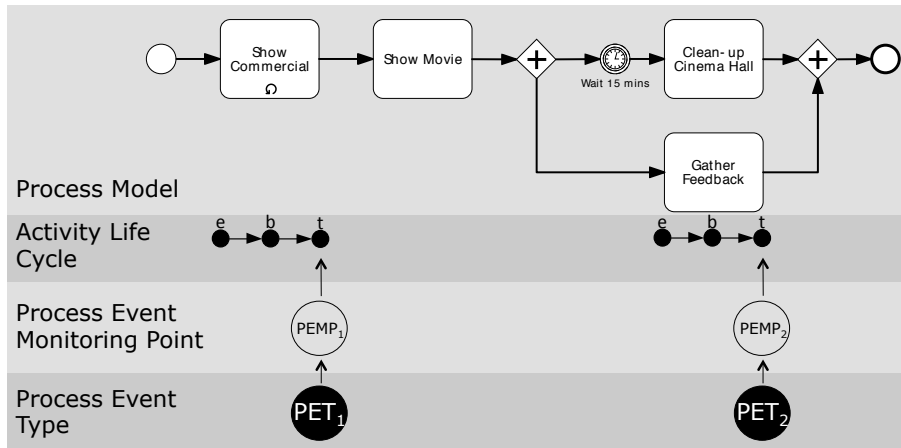 Show
Commercial
Show Movie
Wait 15 mins
Clean- up
Cinema Hall
Gather
Feedback
Process Model
Activity Life
Cycle
e b t
e b t
Process Event
Monitoring Point
PEMP1
PEMP2
Process Event
Type
PET1
PET2